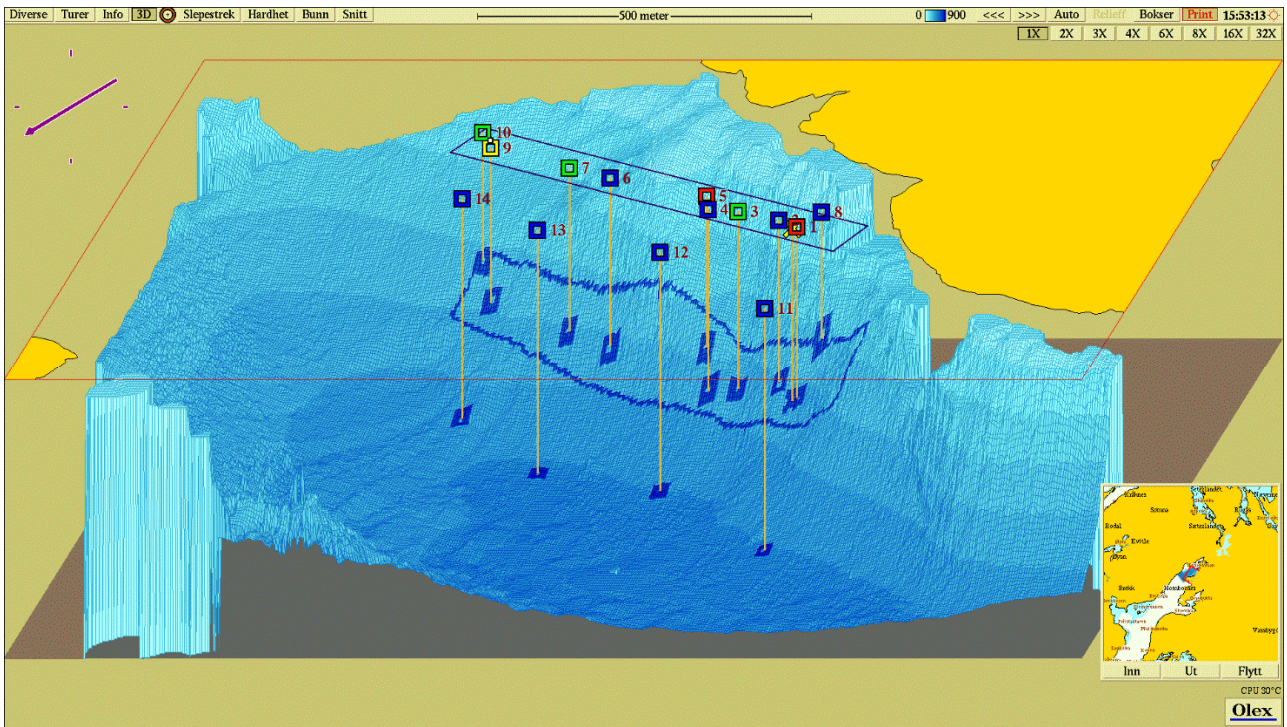 Diverse Turer Info 3D Slepestrek Hardhet Bunn Snitt 500 meter 0 900 <<< >>> Auto Relieff Bokser Print 15:53:13
1X 2X 3X 4X 6X 8X 16X 32X
10
9
7
6
14
5
4
3
2
1
8
13
12
11
Inn Ut Flytt
CPU 30°C
Olex